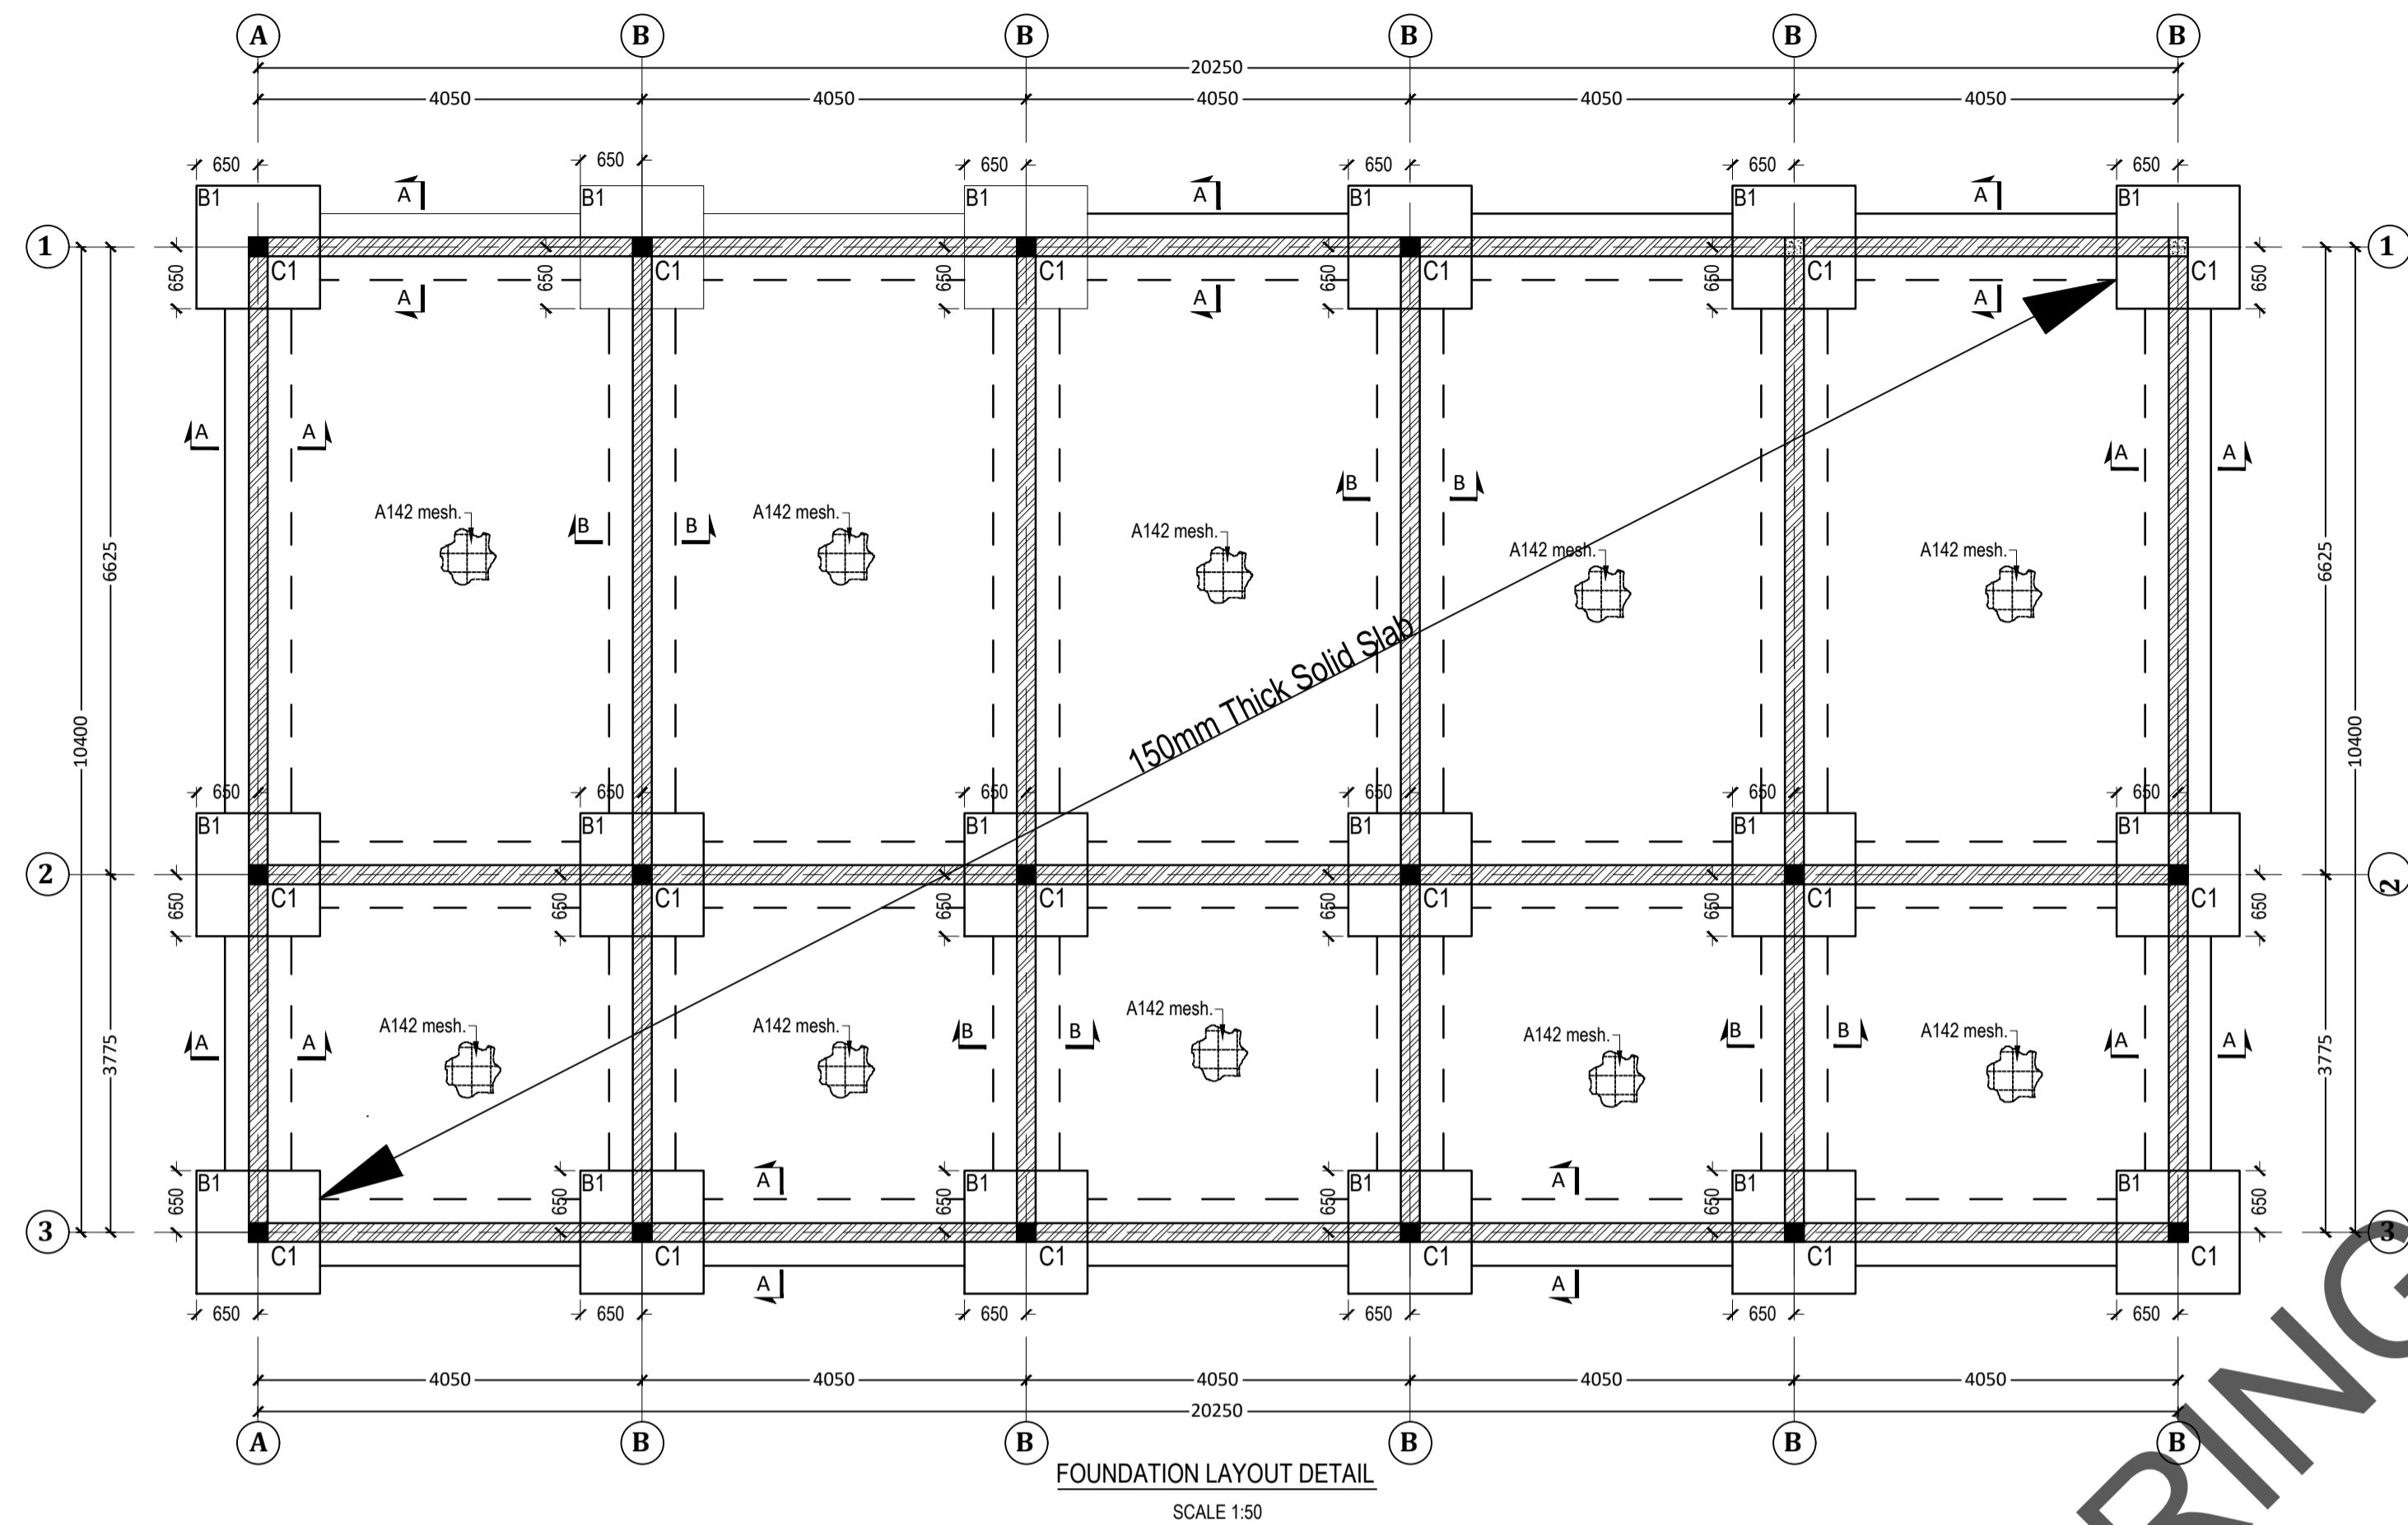 A B B B B B
20250
4050 4050 4050 4050 4050
650 650 650 650 650 650
A A A
B1 B1 B1 B1 B1 B1
1 1
650 C1 650 C1 650 C1 650 C1 650 C1 C1 650
A A A
A A A A
B B
A142 mesh. A142 mesh. B B A142 mesh. A142 mesh. A142 mesh.
6625 6625
150mm Thick Solid Slab
10400 10400
650 650 650 650 650 650
B1 B1 B1 B1 B1 B1
2 2
650 C1 650 C1 650 C1 650 C1 650 C1 C1 650
A142 mesh. A142 mesh. A142 mesh. A142 mesh. A142 mesh.
A A B B B B A A
3775 3775
A A
650 B1 650 B1 650 B1 650 B1 650 B1 B1 650
3 3
C1 C1 C1 C1 C1 C1
A A
650 650 650 650 650 650
4050 4050 4050 4050 4050
20250
A B B B B B
FOUNDATION LAYOUT DETAIL
SCALE 1:50
RING